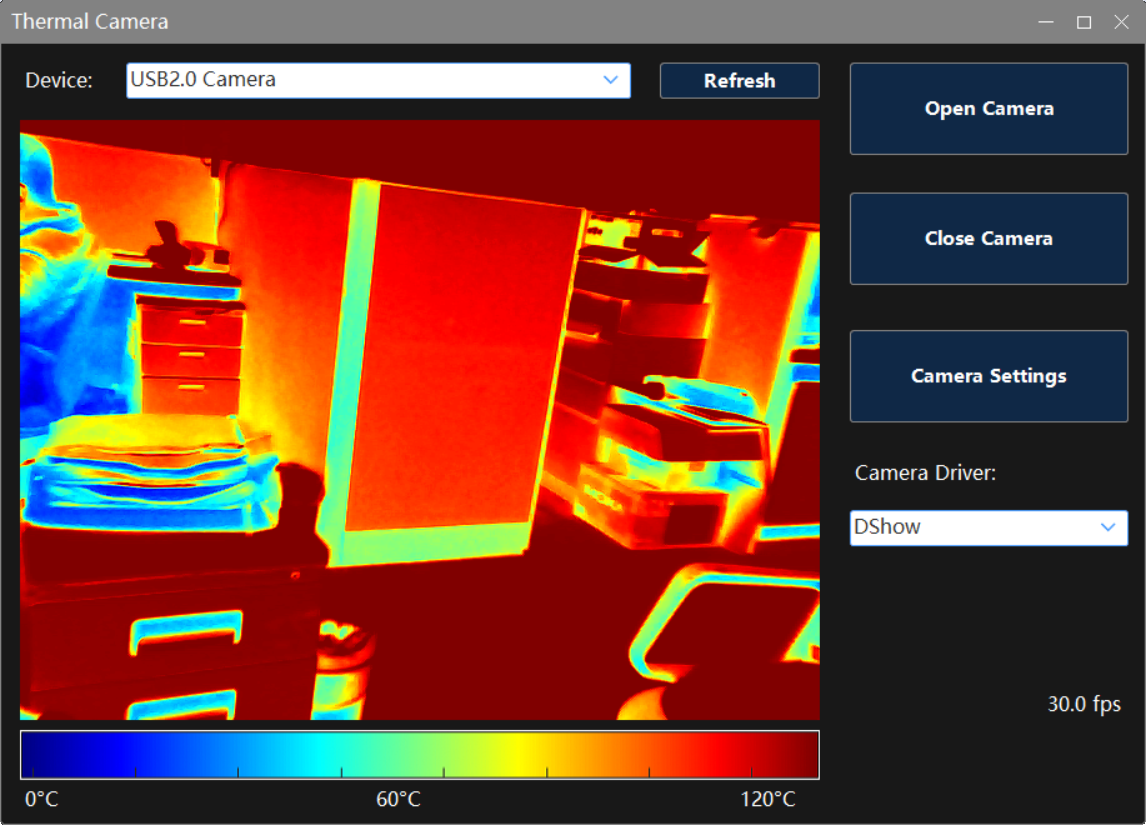 Thermal Camera
Device:
USB2.0 Camera
Refresh
Open Camera
Close Camera
Camera Settings
Camera Driver:
DShow
30.0 fps
0°C
60°C
120°C